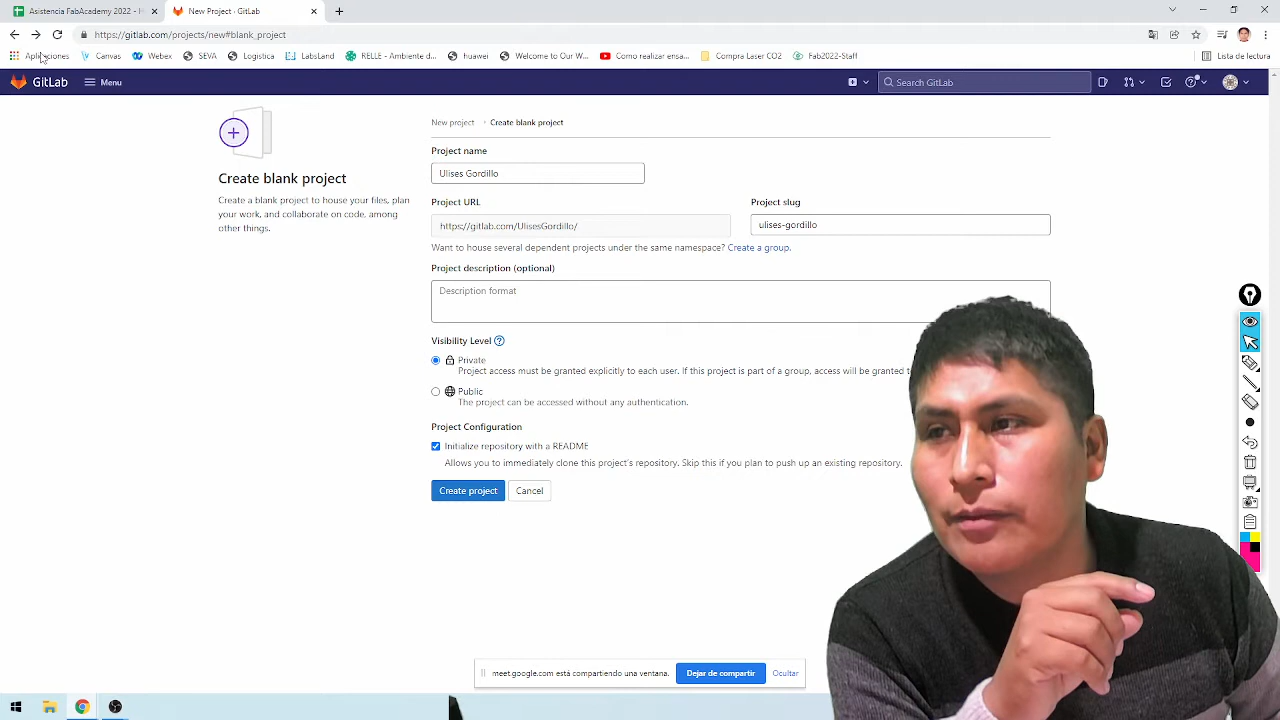 Asistencia FabAcademy 2022 - H
New Project · GitLab
https://gitlab.com/projects/new#blank_project
Aplicaciones
Canvas
Webex
SEVA
Logistica
LabsLand
RELLE - Ambiente d...
huawei
Welcome to Our W...
Como realizar ensa...
Compra Laser CO2
Fab2022-Staff
Lista de lectura
GitLab
Menu
Search GitLab
New project › Create blank project
Create blank project
Create a blank project to house your files, plan
your work, and collaborate on code, among
other things.
Project name
Ulises Gordillo
Project URL
Project slug
https://gitlab.com/UlisesGordillo/
ulises-gordillo
Want to house several dependent projects under the same namespace? Create a group.
Project description (optional)
Description format
Visibility Level
Private
Project access must be granted explicitly to each user. If this project is part of a group, access will be granted
Public
The project can be accessed without any authentication.
Project Configuration
Initialize repository with a README
Allows you to immediately clone this project's repository. Skip this if you plan to push up an existing repository.
Create project
Cancel
meet.google.com está compartiendo una ventana.
Dejar de compartir
Ocultar